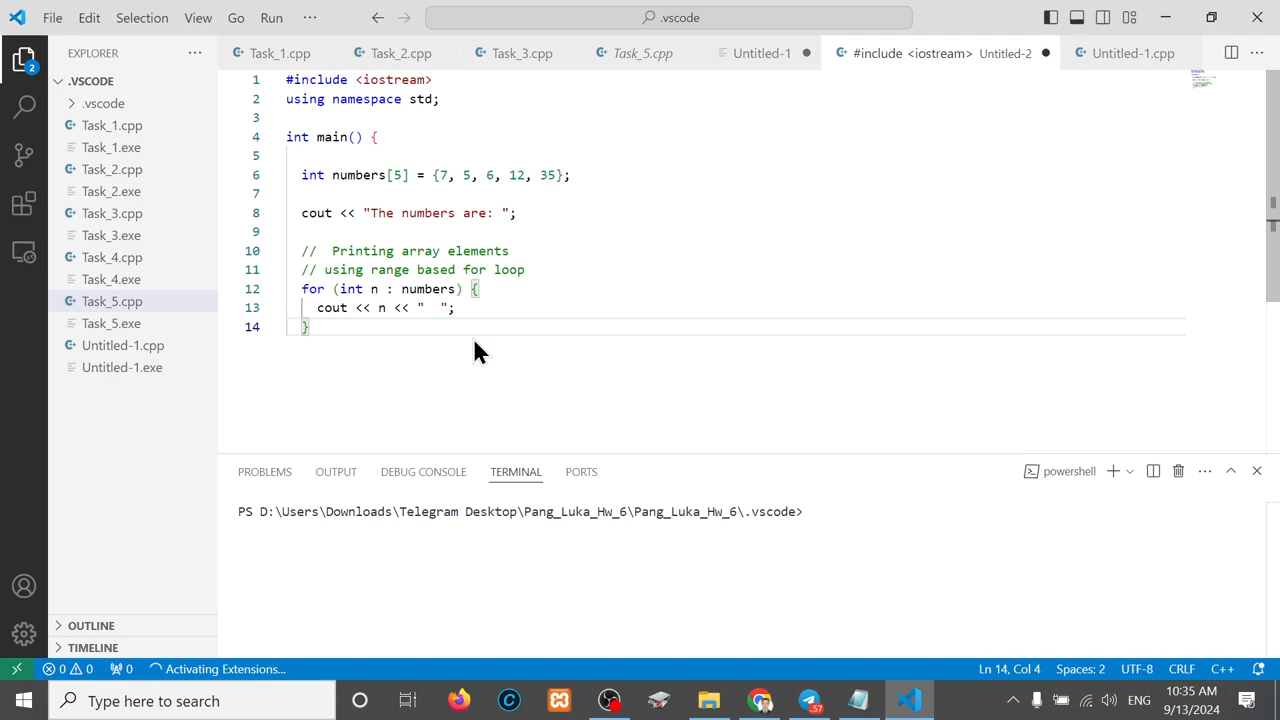 File Edit Selection View Go Run ··· .vscode
EXPLORER ···
Task_1.cpp Task_2.cpp Task_3.cpp Task_5.cpp Untitled-1 #include <iostream> Untitled-2 Untitled-1.cpp ···
.VSCODE
.vscode
Task_1.cpp
Task_1.exe
Task_2.cpp
Task_2.exe
Task_3.cpp
Task_3.exe
Task_4.cpp
Task_4.exe
Task_5.cpp
Task_5.exe
Untitled-1.cpp
Untitled-1.exe
OUTLINE
TIMELINE
2
1 #include <iostream>
2 using namespace std;
3
4 int main() {
5
6 int numbers[5] = {7, 5, 6, 12, 35};
7
8 cout << "The numbers are: ";
9
10 //  Printing array elements
11 // using range based for loop
12 for (int n : numbers) {
13 cout << n << "  ";
14 }
PROBLEMS OUTPUT DEBUG CONSOLE TERMINAL PORTS powershell ···
PS D:\Users\Downloads\Telegram Desktop\Pang_Luka_Hw_6\Pang_Luka_Hw_6\.vscode>
0 0 0 Activating Extensions... Ln 14, Col 4 Spaces: 2 UTF-8 CRLF C++
Type here to search .57 ENG 10:35 AM
9/13/2024